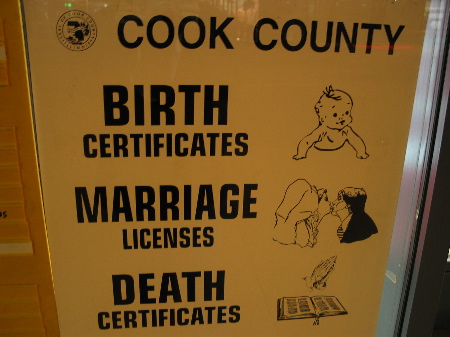 COOK COUNTY
BIRTH
CERTIFICATES
MARRIAGE
LICENSES
DEATH
CERTIFICATES